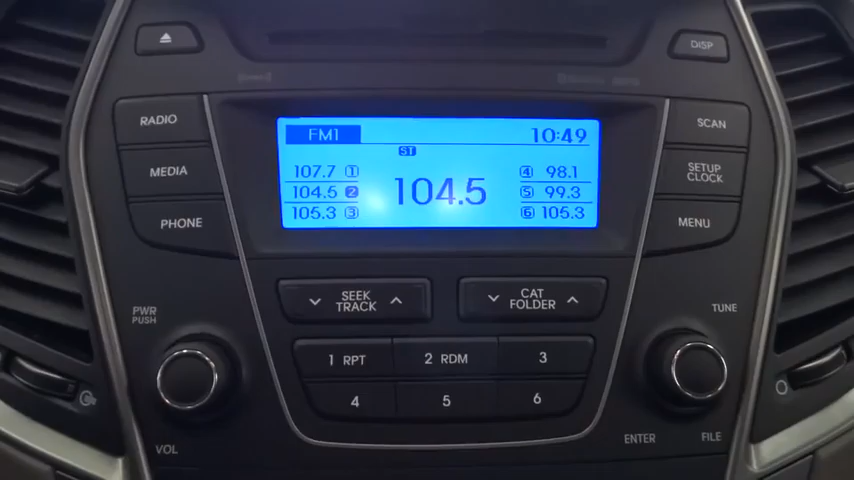 DISP
RADIO
SCAN
MEDIA
SETUP
CLOCK
PHONE
MENU
FM1 10:49
ST
107.7 1 4 98.1
104.5 2 104.5 5 99.3
105.3 3 6 105.3
SEEK
TRACK
CAT
FOLDER
PWR
PUSH
TUNE
1 RPT 2 RDM 3
4 5 6
VOL
ENTER FILE